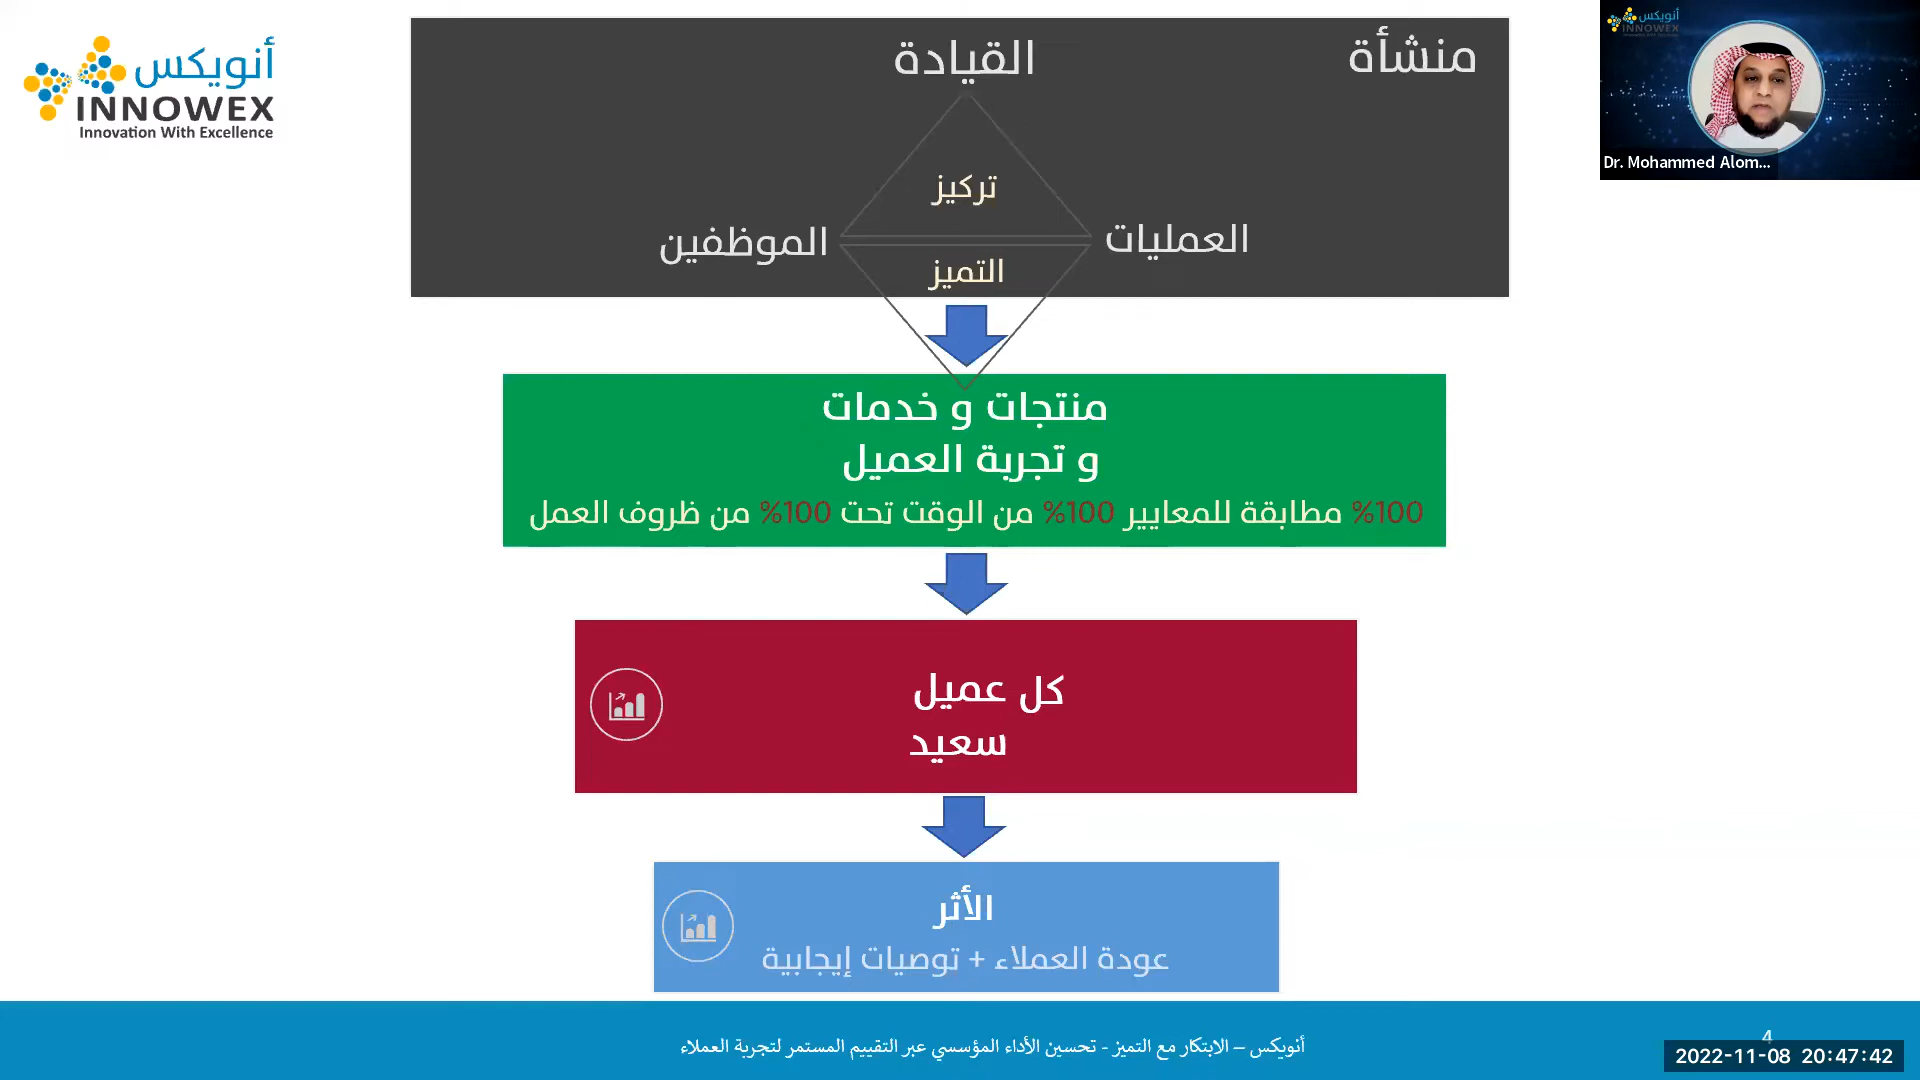 أنويكس
INNOWEX
Innovation With Excellence
منشأة
القيادة
تركيز
العمليات
الموظفين
التميز
منتجات و خدمات
و تجربة العميل
%100 مطابقة للمعايير %100 من الوقت تحت %100 من ظروف العمل
كل عميل
سعيد
الأثر
عودة العملاء + توصيات إيجابية
أنويكس – الابتكار مع التميز - تحسين الأداء المؤسسي عبر التقييم المستمر لتجربة العملاء
4
2022-11-08 20:47:42
أنويكس
INNOWEX
Dr. Mohammed Alom...